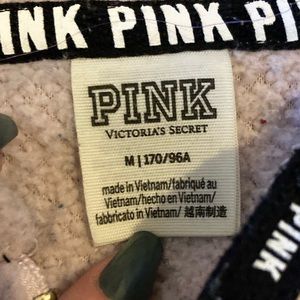 INK PINK PI
PINK
VICTORIA'S SECRET
M | 170/96A
made in Vietnam/fabriqué au
Vietnam/hecho en Vietnam/
fabbricato in Vietnam/ 越南制造
PINK